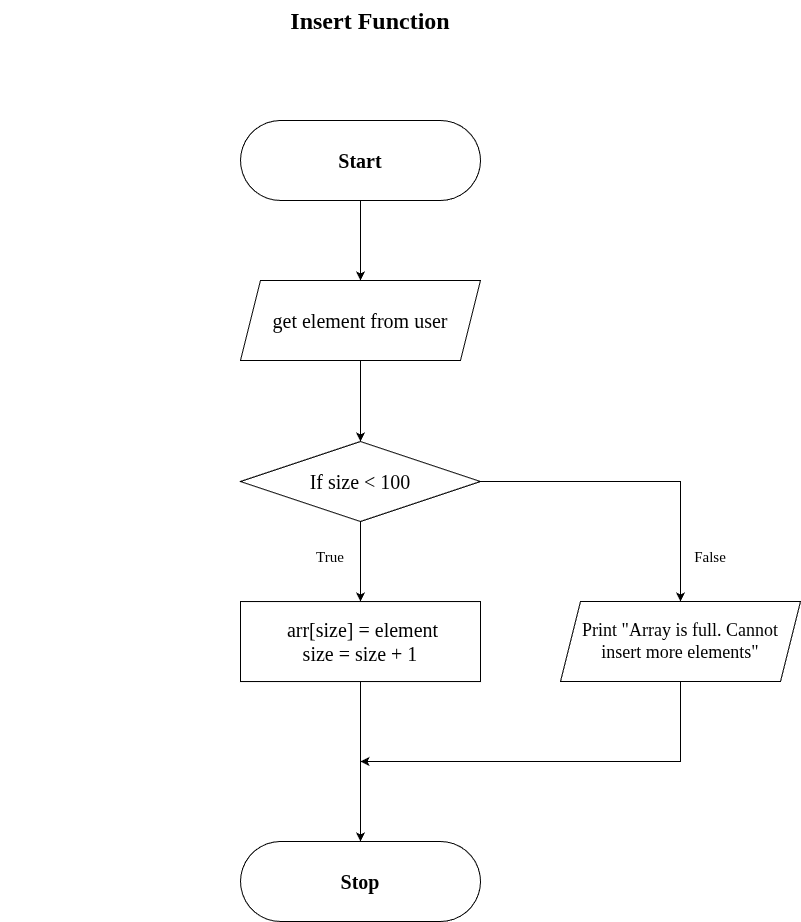 Insert Function
Start
get element from user
If size < 100
True
False
arr[size] = element
size = size + 1
Print "Array is full. Cannot
insert more elements"
Stop